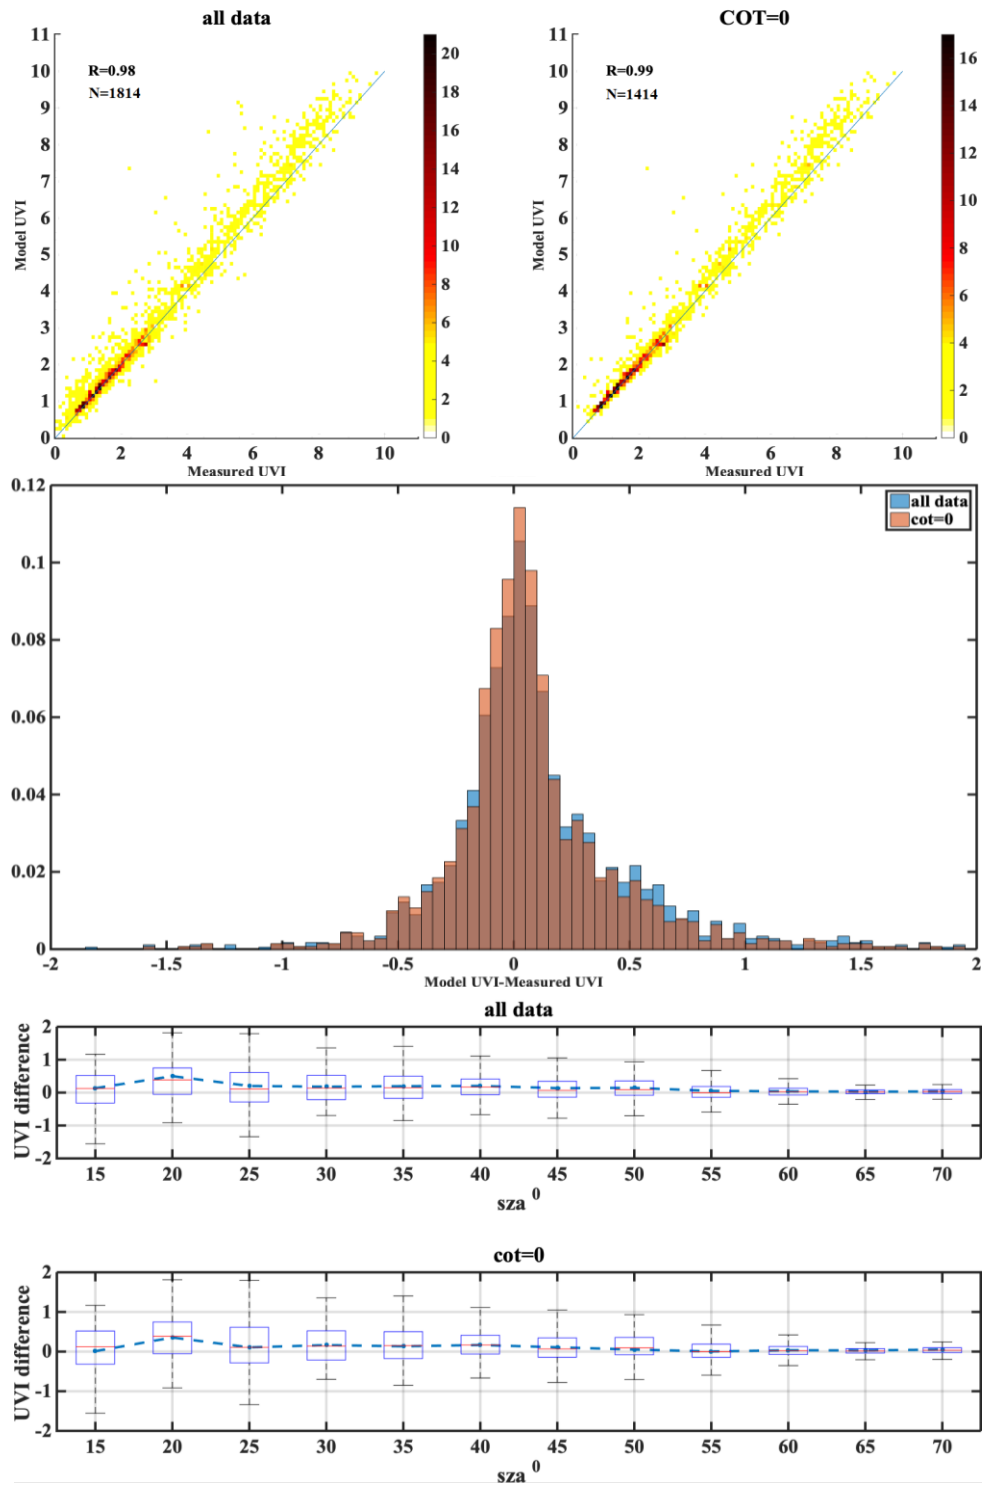 all data
COT=0
11
10
9
8
7
6
5
4
3
2
1
0
R=0.98
N=1814
Model UVI
0 2 4 6 8 10
Measured UVI
20
18
16
14
12
10
8
6
4
2
0
11
10
9
8
7
6
5
4
3
2
1
0
R=0.99
N=1414
Model UVI
0 2 4 6 8 10
Measured UVI
16
14
12
10
8
6
4
2
0
0.12
0.1
0.08
0.06
0.04
0.02
0
all data
cot=0
-2 -1.5 -1 -0.5 0 0.5 1 1.5 2
Model UVI-Measured UVI
all data
UVI difference
2
1
0
-1
-2
15 20 25 30 35 40 45 50 55 60 65 70
sza 0
cot=0
UVI difference
2
1
0
-1
-2
15 20 25 30 35 40 45 50 55 60 65 70
sza 0